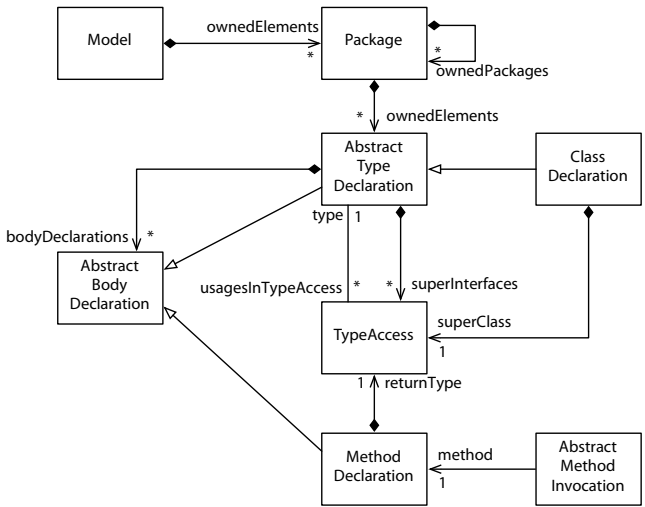 Model
ownedElements
*
Package
*
ownedPackages
*
ownedElements
Abstract
Type
Declaration
Class
Declaration
type
1
bodyDeclarations
*
Abstract
Body
Declaration
usagesInTypeAccess
*
*
superInterfaces
TypeAccess
superClass
1
1
returnType
Method
Declaration
method
1
Abstract
Method
Invocation